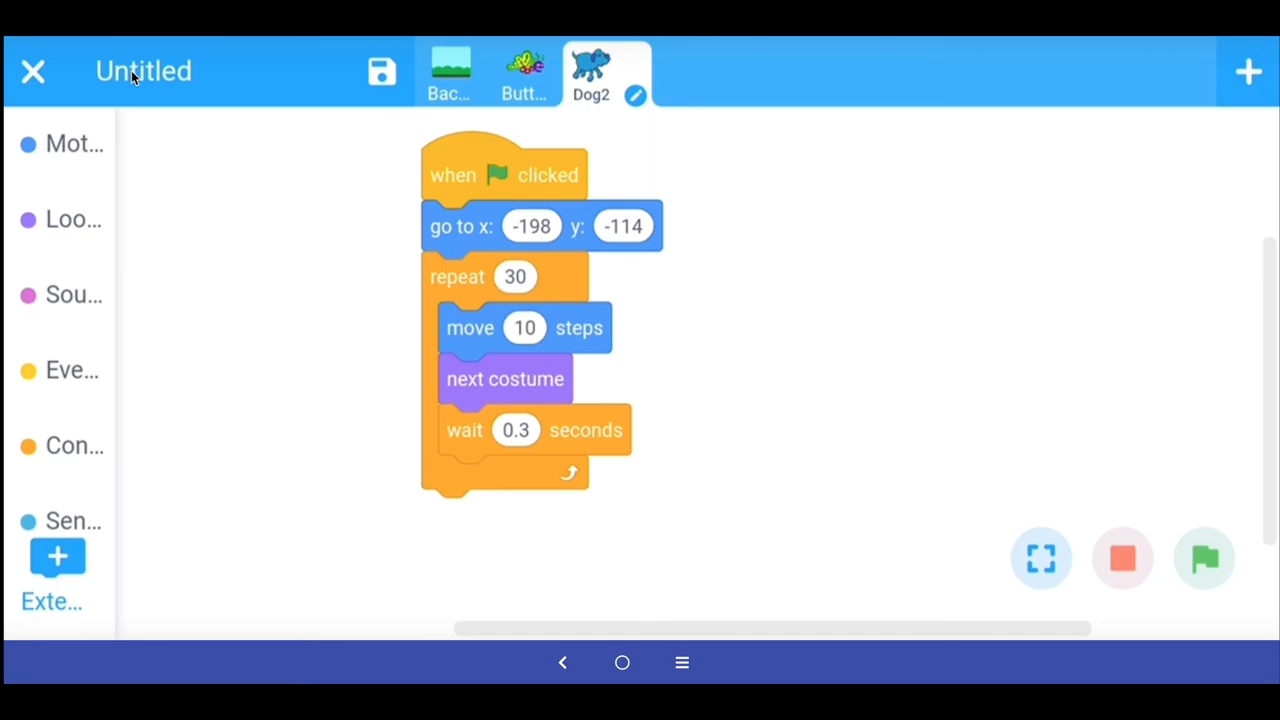 Untitled
Bac...
Butt...
Dog2
Mot...
Loo...
Sou...
Eve...
Con...
Sen...
Exte...
when clicked
go to x: -198 y: -114
repeat 30
move 10 steps
next costume
wait 0.3 seconds